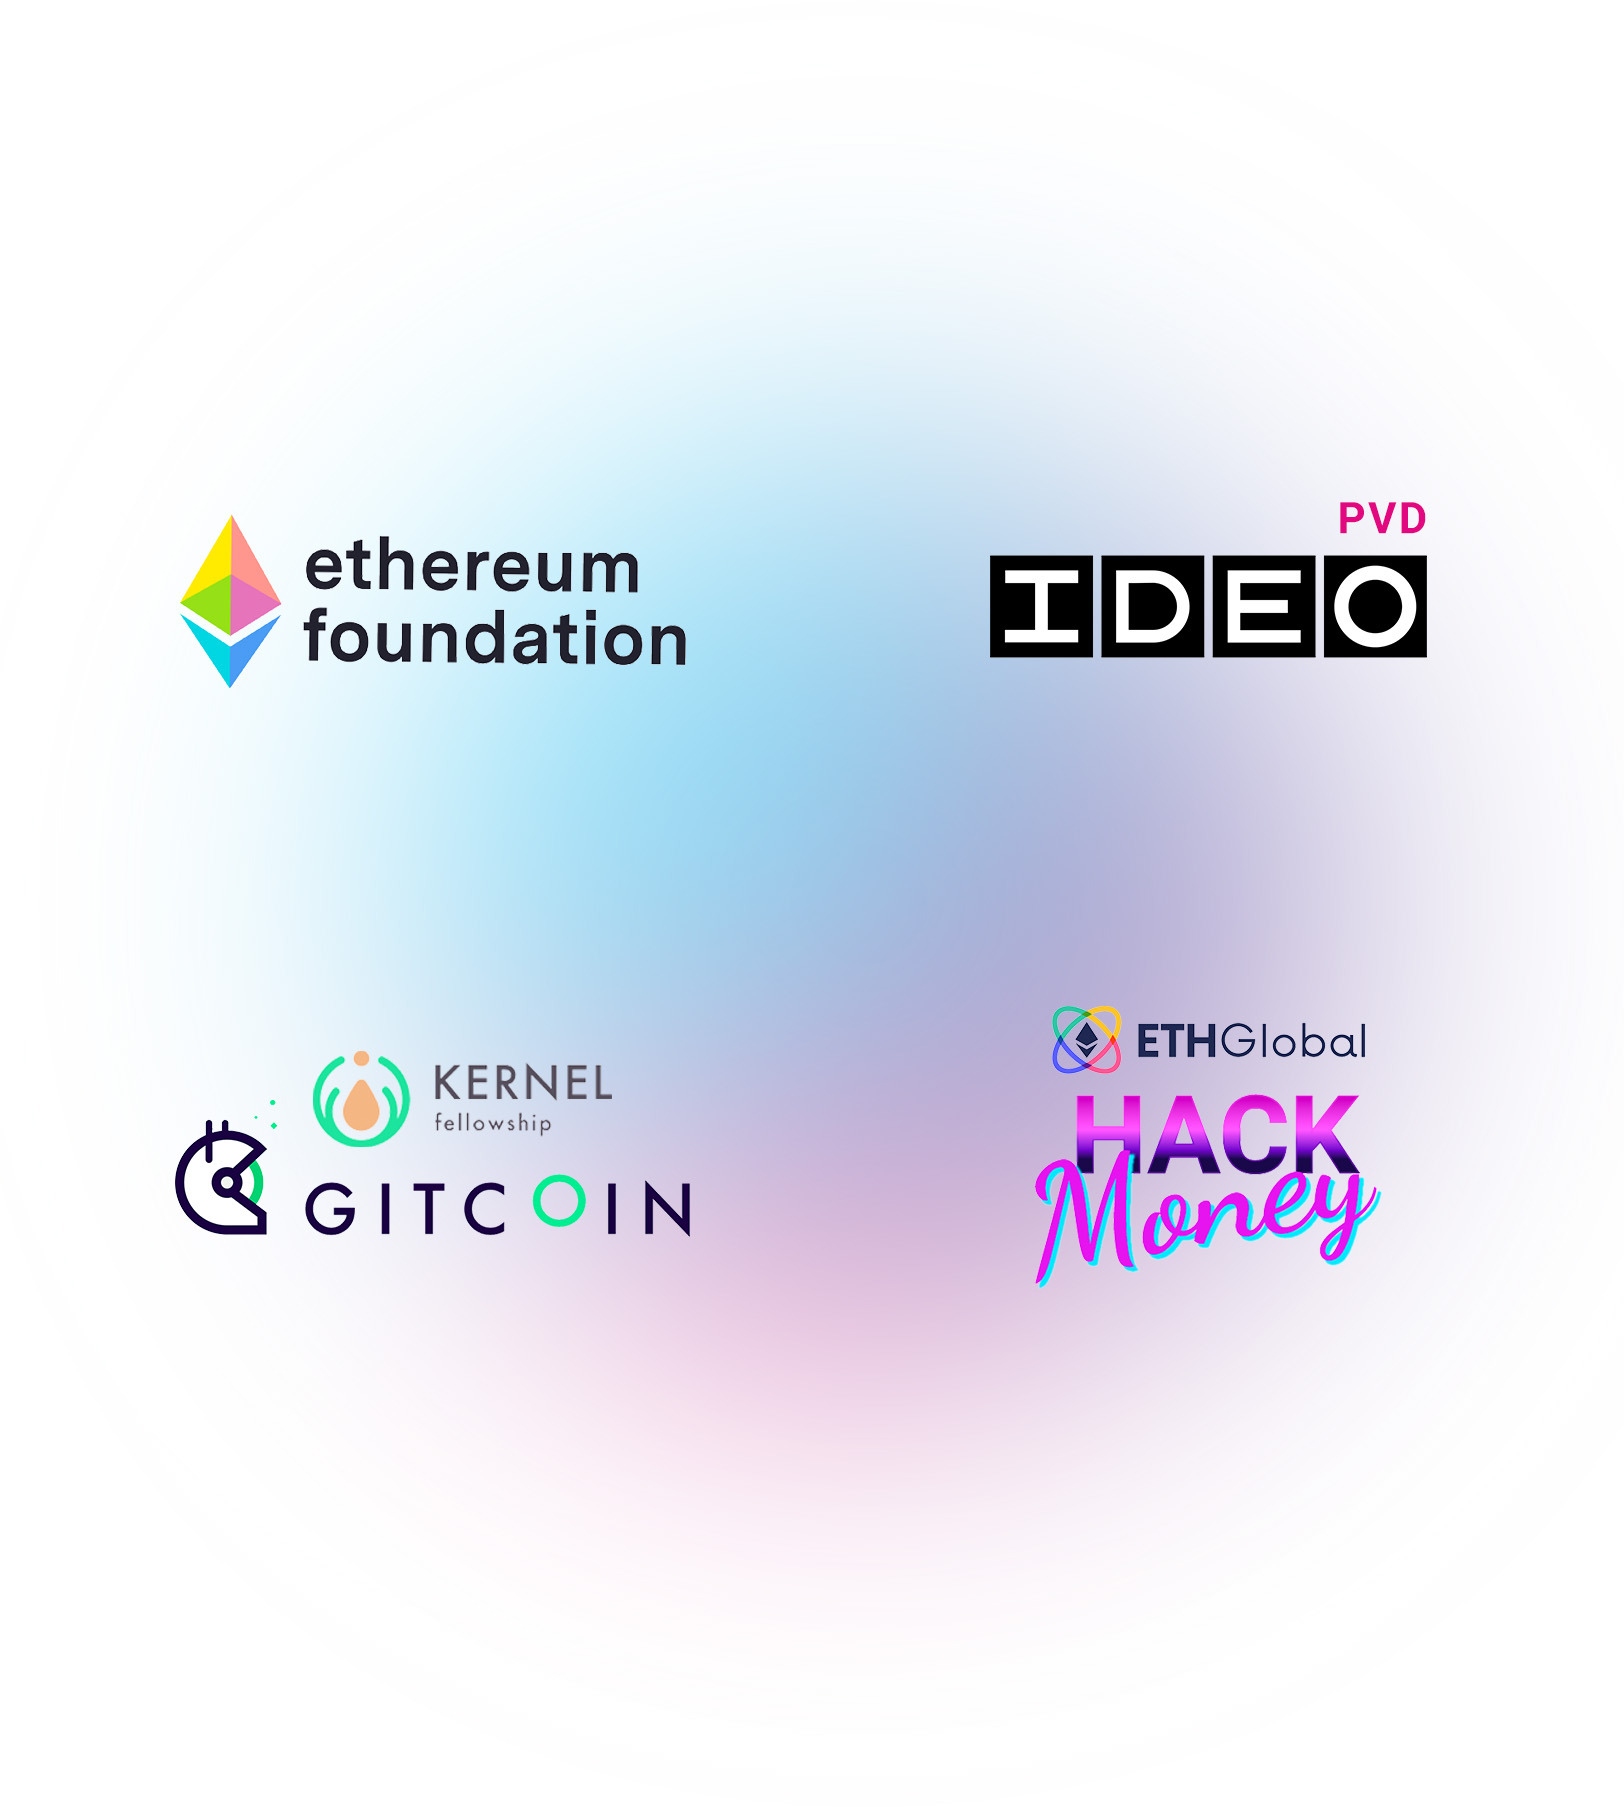 ethereum
foundation
PVD
IDEO
KERNEL
fellowship
GITCOIN
ETHGlobal
HACK
Money